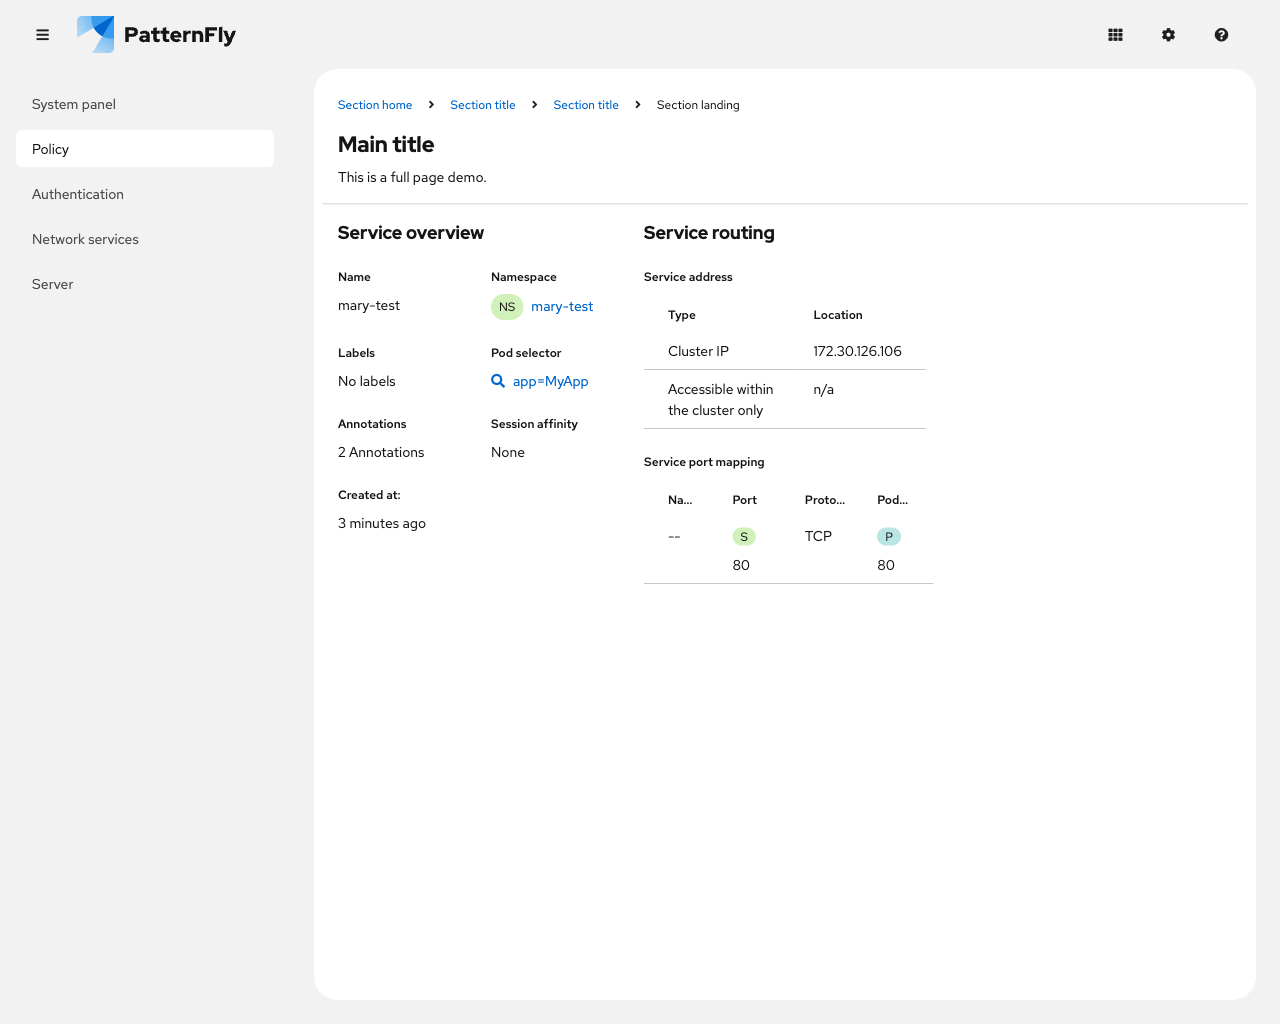 PatternFly
System panel
Policy
Authentication
Network services
Server
Section home > Section title > Section title > Section landing
Main title
This is a full page demo.
Service overview
Name
mary-test
Namespace
NS mary-test
Labels
No labels
Pod selector
app=MyApp
Annotations
2 Annotations
Session affinity
None
Created at:
3 minutes ago
Service routing
Service address
Type Location
Cluster IP 172.30.126.106
Accessible within n/a
the cluster only
Service port mapping
Na... Port Proto... Pod...
-- S TCP P
80 80